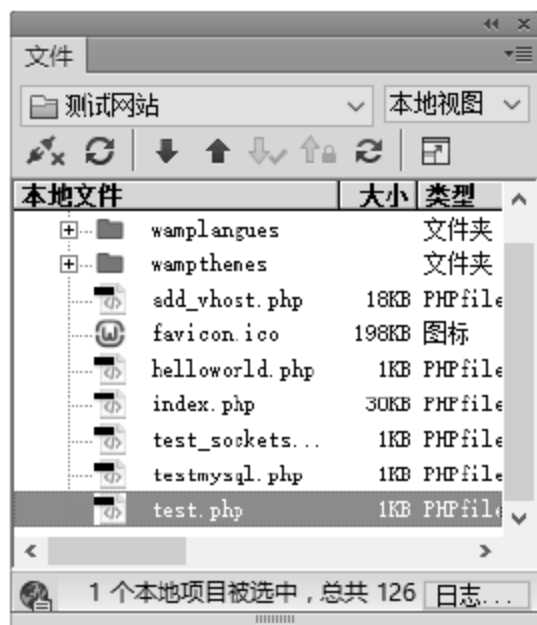 文件
测试网站 本地视图
本地文件 大小 类型
wamplangues 文件夹
wampthenes 文件夹
add_vhost.php 18KB PHPfile
favicon.ico 198KB 图标
helloworld.php 1KB PHPfile
index.php 30KB PHPfile
test_sockets... 1KB PHPfile
testmysql.php 1KB PHPfile
test.php 1KB PHPfile
1 个本地项目被选中，总共 126 日志...